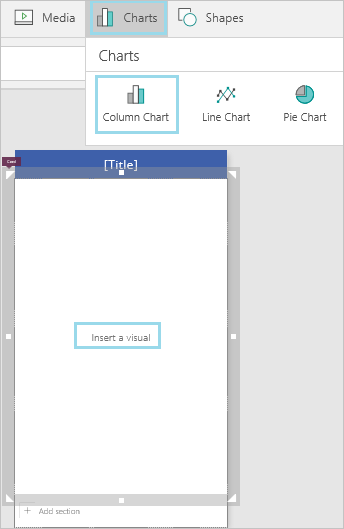 Media Charts Shapes
Charts
Column Chart Line Chart Pie Chart
[Title]
Card
Insert a visual
+ Add section